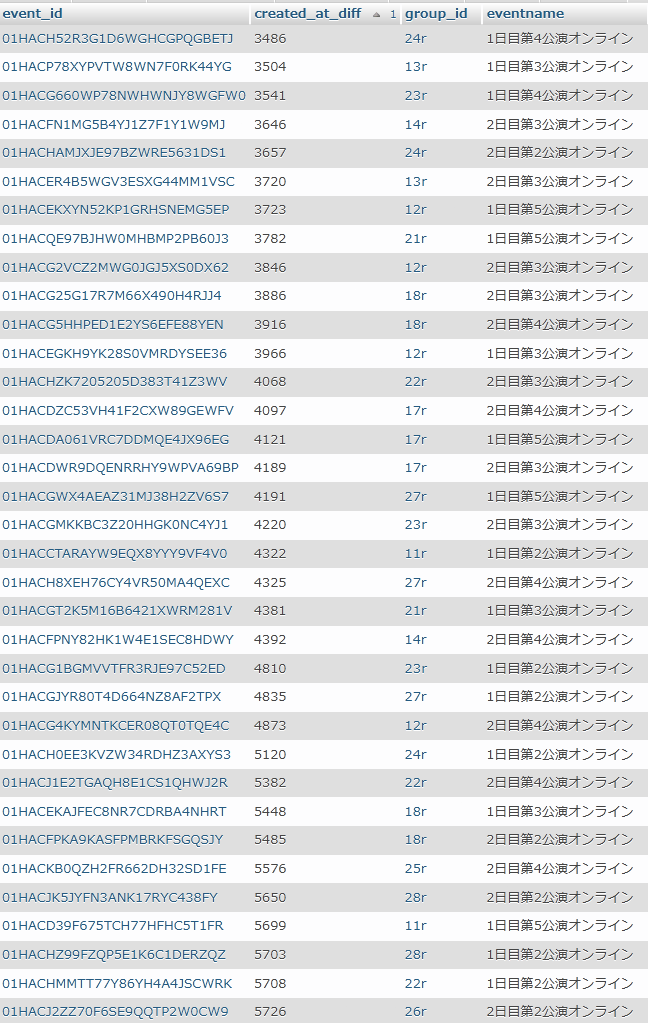 event_id created_at_diff 1 group_id eventname
01HACH52R3G1D6WGHCGPQGBETJ 3486 24r 1日目第4公演オンライン
01HACP78XYPVTW8WN7F0RK44YG 3504 13r 1日目第3公演オンライン
01HACG660WP78NWHWNJY8WGFW0 3541 23r 1日目第4公演オンライン
01HACFN1MG5B4YJ1Z7F1Y1W9MJ 3646 14r 2日目第3公演オンライン
01HACHAMJXJE97BZWRE5631DS1 3657 24r 2日目第2公演オンライン
01HACER4B5WGV3ESXG44MM1VSC 3720 13r 2日目第3公演オンライン
01HACEKXYN52KP1GRHSNEMG5EP 3723 12r 1日目第5公演オンライン
01HACQE97BJHW0MHBMP2PB60J3 3782 21r 1日目第5公演オンライン
01HACG2VCZ2MWG0JGJ5XS0DX62 3846 12r 2日目第3公演オンライン
01HACG25G17R7M66X490H4RJJ4 3886 18r 2日目第3公演オンライン
01HACG5HHPED1E2YS6EFE88YEN 3916 18r 2日目第4公演オンライン
01HACEGKH9YK28S0VMRDYSEE36 3966 12r 1日目第3公演オンライン
01HACHZK7205205D383T41Z3WV 4068 22r 2日目第3公演オンライン
01HACDZC53VH41F2CXW89GEWFV 4097 17r 2日目第4公演オンライン
01HACDA061VRC7DDMQE4JX96EG 4121 17r 1日目第5公演オンライン
01HACDWR9DQENRRHY9WPVA69BP 4189 17r 2日目第3公演オンライン
01HACGWX4AEAZ31MJ38H2ZV6S7 4191 27r 1日目第5公演オンライン
01HACGMKKBC3Z20HHGK0NC4YJ1 4220 23r 2日目第3公演オンライン
01HACCTARAYW9EQX8YYY9VF4V0 4322 11r 1日目第2公演オンライン
01HACH8XEH76CY4VR50MA4QEXC 4325 27r 2日目第4公演オンライン
01HACGT2K5M16B6421XWRM281V 4381 21r 1日目第3公演オンライン
01HACFPNY82HK1W4E1SEC8HDWY 4392 14r 2日目第4公演オンライン
01HACG1BGMVVTFR3RJE97C52ED 4810 23r 1日目第2公演オンライン
01HACGJYR80T4D664NZ8AF2TPX 4835 27r 1日目第2公演オンライン
01HACG4KYMNTKCER08QT0TQE4C 4873 12r 2日目第4公演オンライン
01HACH0EE3KVZW34RDHZ3AXYS3 5120 24r 1日目第2公演オンライン
01HACJ1E2TGAQH8E1CS1QHWJ2R 5382 22r 2日目第4公演オンライン
01HACEKAJFEC8NR7CDRBA4NHRT 5448 18r 1日目第3公演オンライン
01HACFPKA9KASFPMBRKFSGQSJY 5485 18r 2日目第2公演オンライン
01HACKB0QZH2FR662DH32SD1FE 5576 25r 2日目第4公演オンライン
01HACJK5JYFN3ANK17RYC438FY 5650 28r 2日目第2公演オンライン
01HACD39F675TCH77HFHC5T1FR 5699 11r 1日目第5公演オンライン
01HACHZ99FZQP5E1K6C1DERZQZ 5703 28r 1日目第2公演オンライン
01HACHMMTT77Y86YH4A4JSCWRK 5708 22r 1日目第2公演オンライン
01HACJ2ZZ70F6SE9QQTP2W0CW9 5726 26r 2日目第2公演オンライン